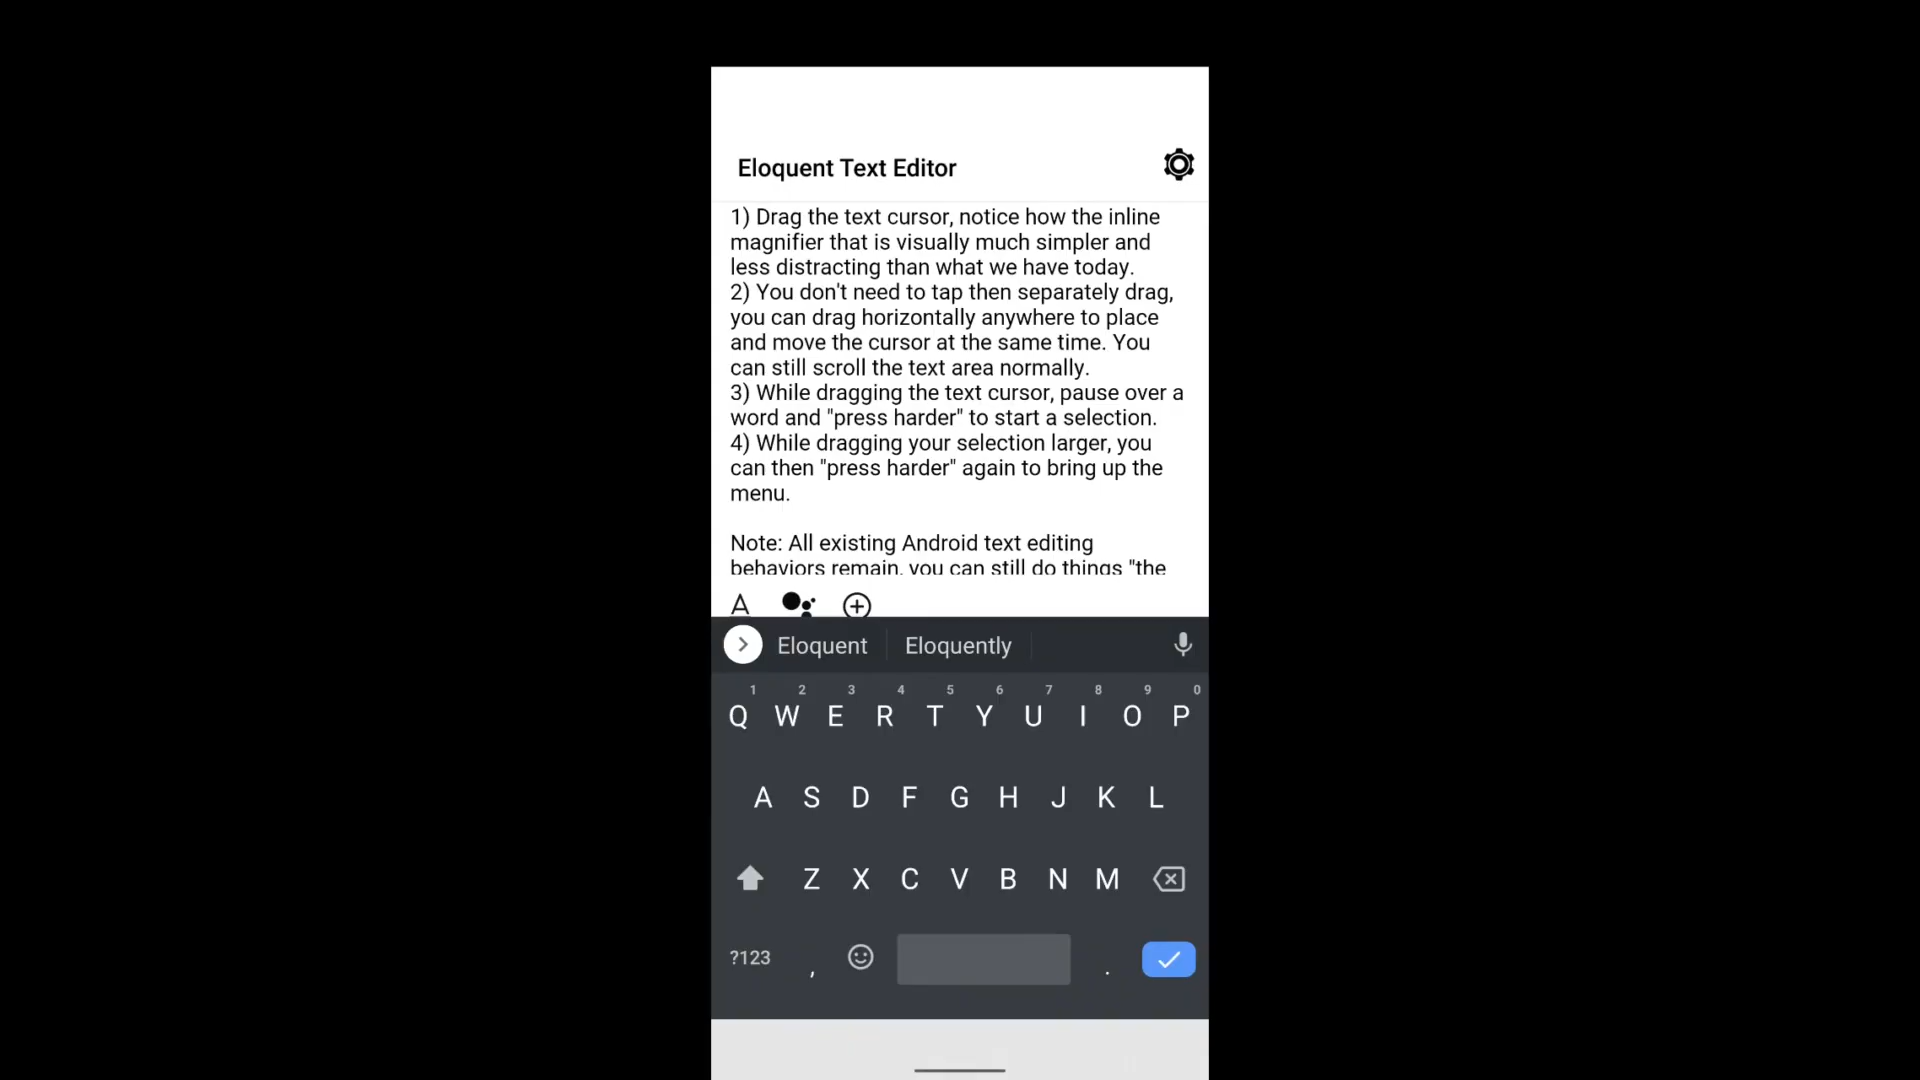 Eloquent Text Editor
1) Drag the text cursor, notice how the inline
magnifier that is visually much simpler and
less distracting than what we have today.
2) You don't need to tap then separately drag,
you can drag horizontally anywhere to place
and move the cursor at the same time. You
can still scroll the text area normally.
3) While dragging the text cursor, pause over a
word and "press harder" to start a selection.
4) While dragging your selection larger, you
can then "press harder" again to bring up the
menu.
Note: All existing Android text editing
behaviors remain, you can still do things "the
A
Eloquent Eloquently
1 2 3 4 5 6 7 8 9 0
Q W E R T Y U I O P
A S D F G H J K L
Z X C V B N M
?123 , .